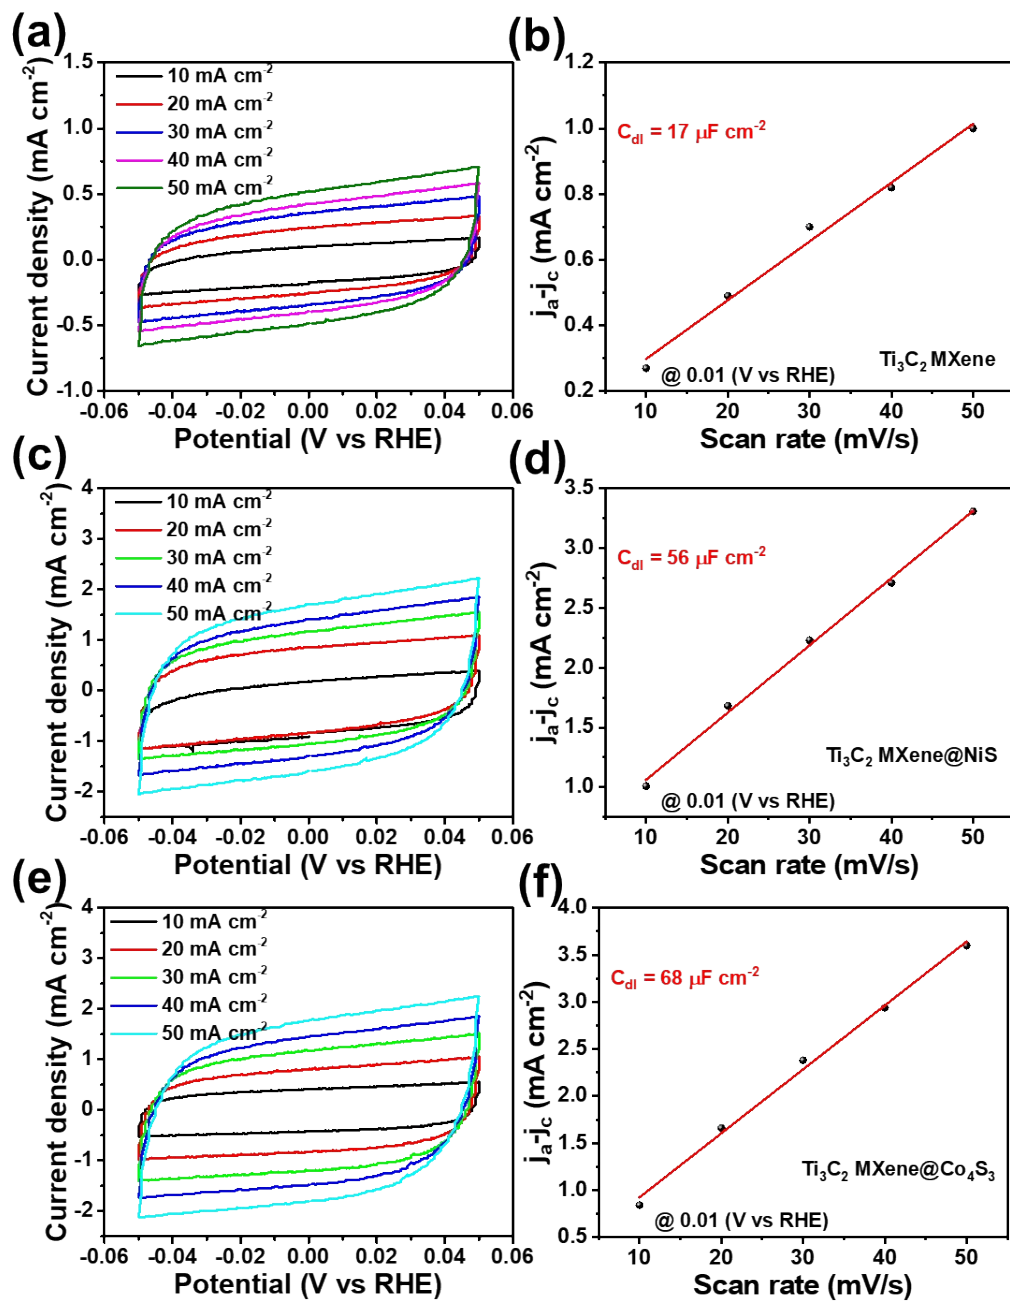 (a)
1.5
1.0
0.5
0.0
-0.5
-1.0
Current density (mA cm⁻²)
10 mA cm⁻²
20 mA cm⁻²
30 mA cm⁻²
40 mA cm⁻²
50 mA cm⁻²
-0.06 -0.04 -0.02 0.00 0.02 0.04 0.06
Potential (V vs RHE)
(b)
1.2
1.0
0.8
0.6
0.4
0.2
jₐ-j꜀ (mA cm⁻²)
C_dl = 17 μF cm⁻²
Ti₃C₂ MXene
@ 0.01 (V vs RHE)
10 20 30 40 50
Scan rate (mV/s)
(c)
4
3
2
1
0
-1
-2
Current density (mA cm⁻²)
10 mA cm⁻²
20 mA cm⁻²
30 mA cm⁻²
40 mA cm⁻²
50 mA cm⁻²
-0.06 -0.04 -0.02 0.00 0.02 0.04 0.06
Potential (V vs RHE)
(d)
3.5
3.0
2.5
2.0
1.5
1.0
jₐ-j꜀ (mA cm⁻²)
C_dl = 56 μF cm⁻²
Ti₃C₂ MXene@NiS
@ 0.01 (V vs RHE)
10 20 30 40 50
Scan rate (mV/s)
(e)
4
3
2
1
0
-1
-2
Current density (mA cm⁻²)
10 mA cm⁻²
20 mA cm⁻²
30 mA cm⁻²
40 mA cm⁻²
50 mA cm⁻²
-0.06 -0.04 -0.02 0.00 0.02 0.04 0.06
Potential (V vs RHE)
(f)
4.0
3.5
3.0
2.5
2.0
1.5
1.0
0.5
jₐ-j꜀ (mA cm⁻²)
C_dl = 68 μF cm⁻²
Ti₃C₂ MXene@Co₄S₃
@ 0.01 (V vs RHE)
10 20 30 40 50
Scan rate (mV/s)